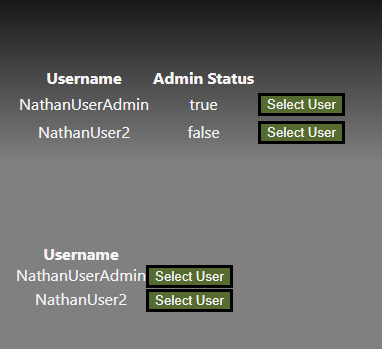 Username Admin Status
NathanUserAdmin true Select User
NathanUser2 false Select User
Username
NathanUserAdmin Select User
NathanUser2 Select User